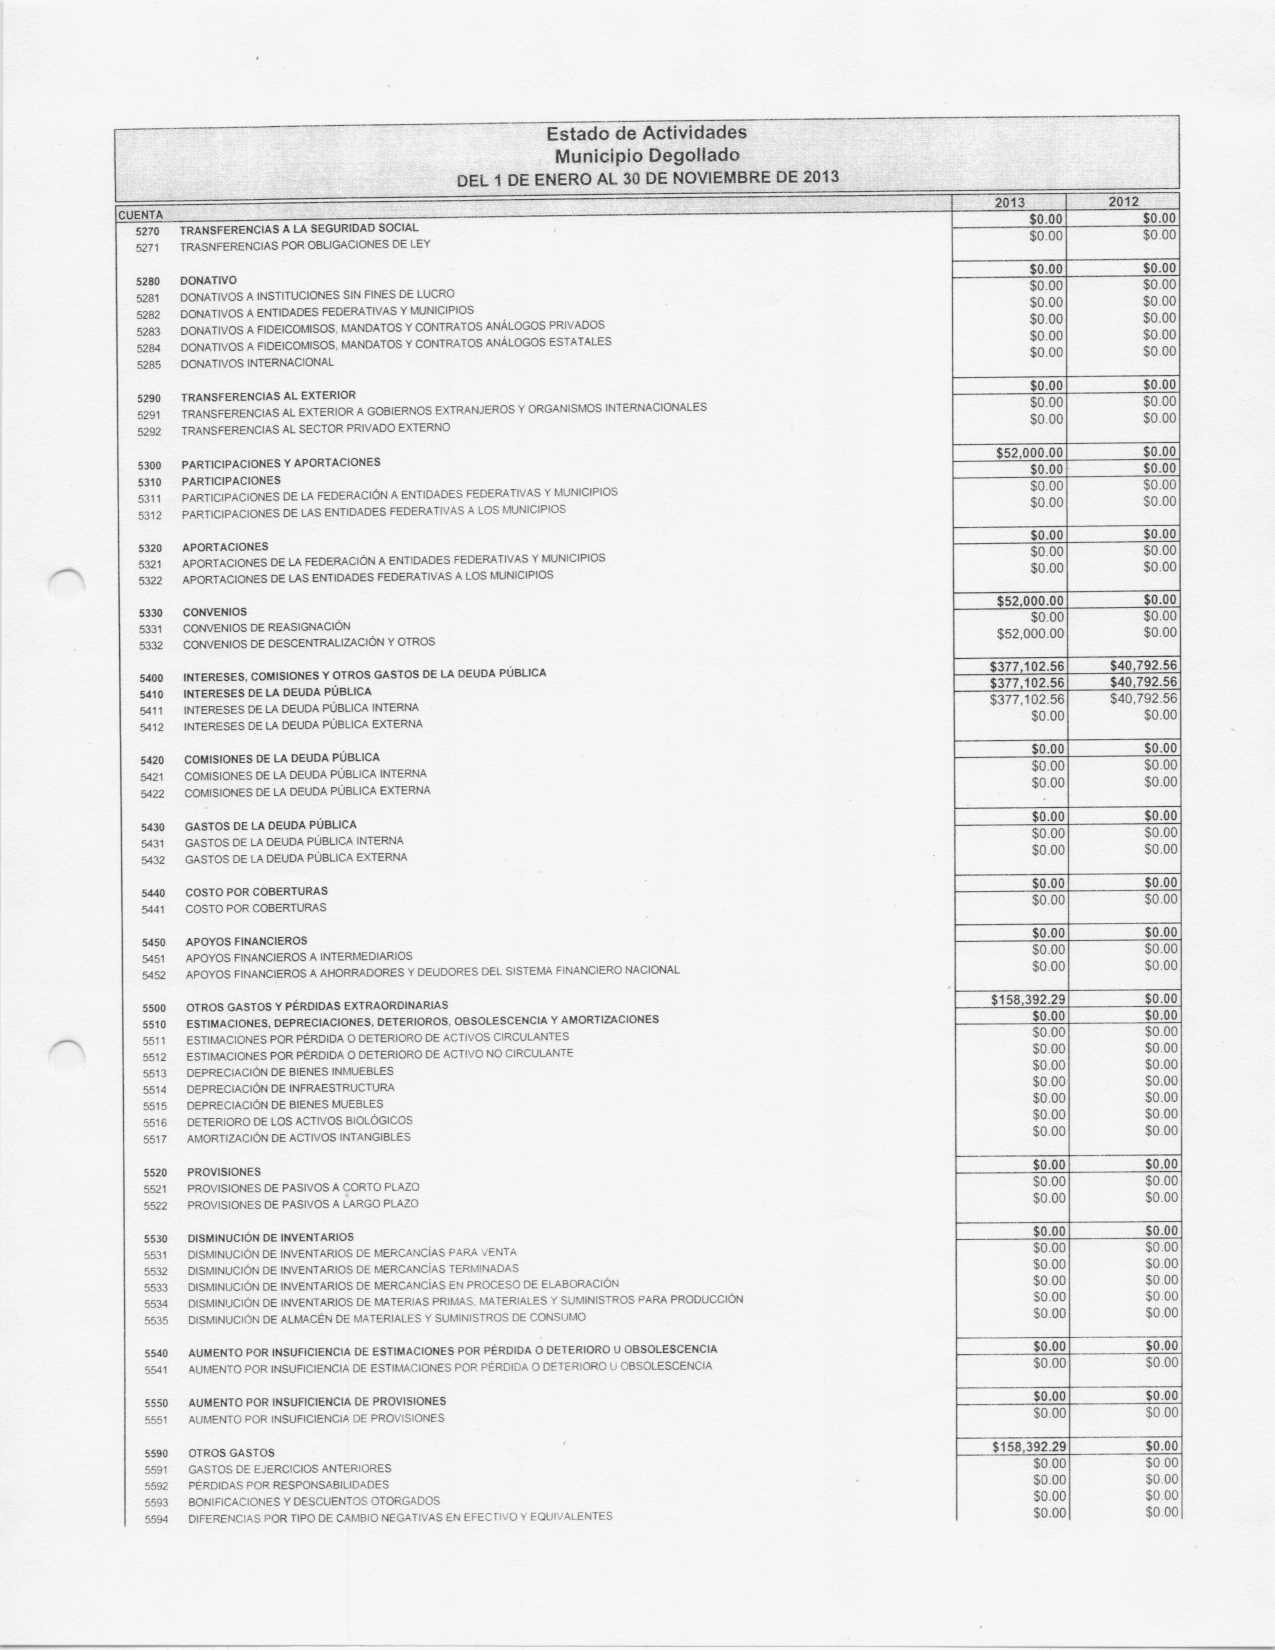 Estado de Actividades
Municipio Degollado
DEL 1 DE ENERO AL 30 DE NOVIEMBRE DE 2013
CUENTA 2013 2012
5270 TRANSFERENCIAS A LA SEGURIDAD SOCIAL $0.00 $0.00
5271 TRASNFERENCIAS POR OBLIGACIONES DE LEY $0.00 $0.00
5280 DONATIVO $0.00 $0.00
5281 DONATIVOS A INSTITUCIONES SIN FINES DE LUCRO $0.00 $0.00
5282 DONATIVOS A ENTIDADES FEDERATIVAS Y MUNICIPIOS $0.00 $0.00
5283 DONATIVOS A FIDEICOMISOS, MANDATOS Y CONTRATOS ANÁLOGOS PRIVADOS $0.00 $0.00
5284 DONATIVOS A FIDEICOMISOS, MANDATOS Y CONTRATOS ANÁLOGOS ESTATALES $0.00 $0.00
5285 DONATIVOS INTERNACIONAL $0.00 $0.00
5290 TRANSFERENCIAS AL EXTERIOR $0.00 $0.00
5291 TRANSFERENCIAS AL EXTERIOR A GOBIERNOS EXTRANJEROS Y ORGANISMOS INTERNACIONALES $0.00 $0.00
5292 TRANSFERENCIAS AL SECTOR PRIVADO EXTERNO $0.00 $0.00
5300 PARTICIPACIONES Y APORTACIONES $52,000.00 $0.00
5310 PARTICIPACIONES $0.00 $0.00
5311 PARTICIPACIONES DE LA FEDERACIÓN A ENTIDADES FEDERATIVAS Y MUNICIPIOS $0.00 $0.00
5312 PARTICIPACIONES DE LAS ENTIDADES FEDERATIVAS A LOS MUNICIPIOS $0.00 $0.00
5320 APORTACIONES $0.00 $0.00
5321 APORTACIONES DE LA FEDERACIÓN A ENTIDADES FEDERATIVAS Y MUNICIPIOS $0.00 $0.00
5322 APORTACIONES DE LAS ENTIDADES FEDERATIVAS A LOS MUNICIPIOS $0.00 $0.00
5330 CONVENIOS $52,000.00 $0.00
5331 CONVENIOS DE REASIGNACIÓN $0.00 $0.00
5332 CONVENIOS DE DESCENTRALIZACIÓN Y OTROS $52,000.00 $0.00
5400 INTERESES, COMISIONES Y OTROS GASTOS DE LA DEUDA PÚBLICA $377,102.56 $40,792.56
5410 INTERESES DE LA DEUDA PÚBLICA $377,102.56 $40,792.56
5411 INTERESES DE LA DEUDA PÚBLICA INTERNA $377,102.56 $40,792.56
5412 INTERESES DE LA DEUDA PÚBLICA EXTERNA $0.00 $0.00
5420 COMISIONES DE LA DEUDA PÚBLICA $0.00 $0.00
5421 COMISIONES DE LA DEUDA PÚBLICA INTERNA $0.00 $0.00
5422 COMISIONES DE LA DEUDA PÚBLICA EXTERNA $0.00 $0.00
5430 GASTOS DE LA DEUDA PÚBLICA $0.00 $0.00
5431 GASTOS DE LA DEUDA PÚBLICA INTERNA $0.00 $0.00
5432 GASTOS DE LA DEUDA PÚBLICA EXTERNA $0.00 $0.00
5440 COSTO POR COBERTURAS $0.00 $0.00
5441 COSTO POR COBERTURAS $0.00 $0.00
5450 APOYOS FINANCIEROS $0.00 $0.00
5451 APOYOS FINANCIEROS A INTERMEDIARIOS $0.00 $0.00
5452 APOYOS FINANCIEROS A AHORRADORES Y DEUDORES DEL SISTEMA FINANCIERO NACIONAL $0.00 $0.00
5500 OTROS GASTOS Y PÉRDIDAS EXTRAORDINARIAS $158,392.29 $0.00
5510 ESTIMACIONES, DEPRECIACIONES, DETERIOROS, OBSOLESCENCIA Y AMORTIZACIONES $0.00 $0.00
5511 ESTIMACIONES POR PÉRDIDA O DETERIORO DE ACTIVOS CIRCULANTES $0.00 $0.00
5512 ESTIMACIONES POR PÉRDIDA O DETERIORO DE ACTIVO NO CIRCULANTE $0.00 $0.00
5513 DEPRECIACIÓN DE BIENES INMUEBLES $0.00 $0.00
5514 DEPRECIACIÓN DE INFRAESTRUCTURA $0.00 $0.00
5515 DEPRECIACIÓN DE BIENES MUEBLES $0.00 $0.00
5516 DETERIORO DE LOS ACTIVOS BIOLÓGICOS $0.00 $0.00
5517 AMORTIZACIÓN DE ACTIVOS INTANGIBLES $0.00 $0.00
5520 PROVISIONES $0.00 $0.00
5521 PROVISIONES DE PASIVOS A CORTO PLAZO $0.00 $0.00
5522 PROVISIONES DE PASIVOS A LARGO PLAZO $0.00 $0.00
5530 DISMINUCIÓN DE INVENTARIOS $0.00 $0.00
5531 DISMINUCIÓN DE INVENTARIOS DE MERCANCÍAS PARA VENTA $0.00 $0.00
5532 DISMINUCIÓN DE INVENTARIOS DE MERCANCÍAS TERMINADAS $0.00 $0.00
5533 DISMINUCIÓN DE INVENTARIOS DE MERCANCÍAS EN PROCESO DE ELABORACIÓN $0.00 $0.00
5534 DISMINUCIÓN DE INVENTARIOS DE MATERIAS PRIMAS, MATERIALES Y SUMINISTROS PARA PRODUCCIÓN $0.00 $0.00
5535 DISMINUCIÓN DE ALMACÉN DE MATERIALES Y SUMINISTROS DE CONSUMO $0.00 $0.00
5540 AUMENTO POR INSUFICIENCIA DE ESTIMACIONES POR PÉRDIDA O DETERIORO U OBSOLESCENCIA $0.00 $0.00
5541 AUMENTO POR INSUFICIENCIA DE ESTIMACIONES POR PÉRDIDA O DETERIORO U OBSOLESCENCIA $0.00 $0.00
5550 AUMENTO POR INSUFICIENCIA DE PROVISIONES $0.00 $0.00
5551 AUMENTO POR INSUFICIENCIA DE PROVISIONES $0.00 $0.00
5590 OTROS GASTOS $158,392.29 $0.00
5591 GASTOS DE EJERCICIOS ANTERIORES $0.00 $0.00
5592 PÉRDIDAS POR RESPONSABILIDADES $0.00 $0.00
5593 BONIFICACIONES Y DESCUENTOS OTORGADOS $0.00 $0.00
5594 DIFERENCIAS POR TIPO DE CAMBIO NEGATIVAS EN EFECTIVO Y EQUIVALENTES $0.00 $0.00